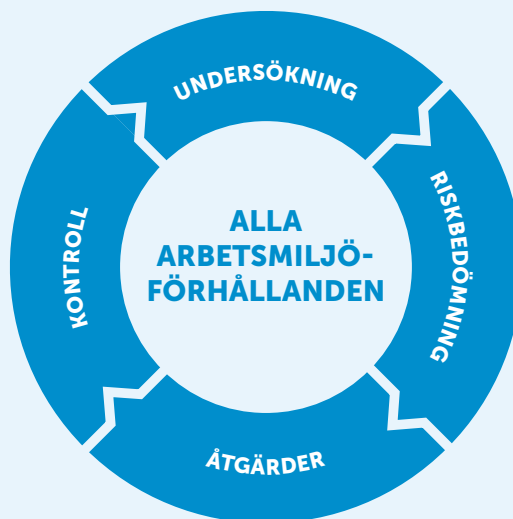 UNDERSÖKNING
RISKBEDÖMNING
ÅTGÄRDER
KONTROLL
ALLA
ARBETSMILJÖ-
FÖRHÅLLANDEN